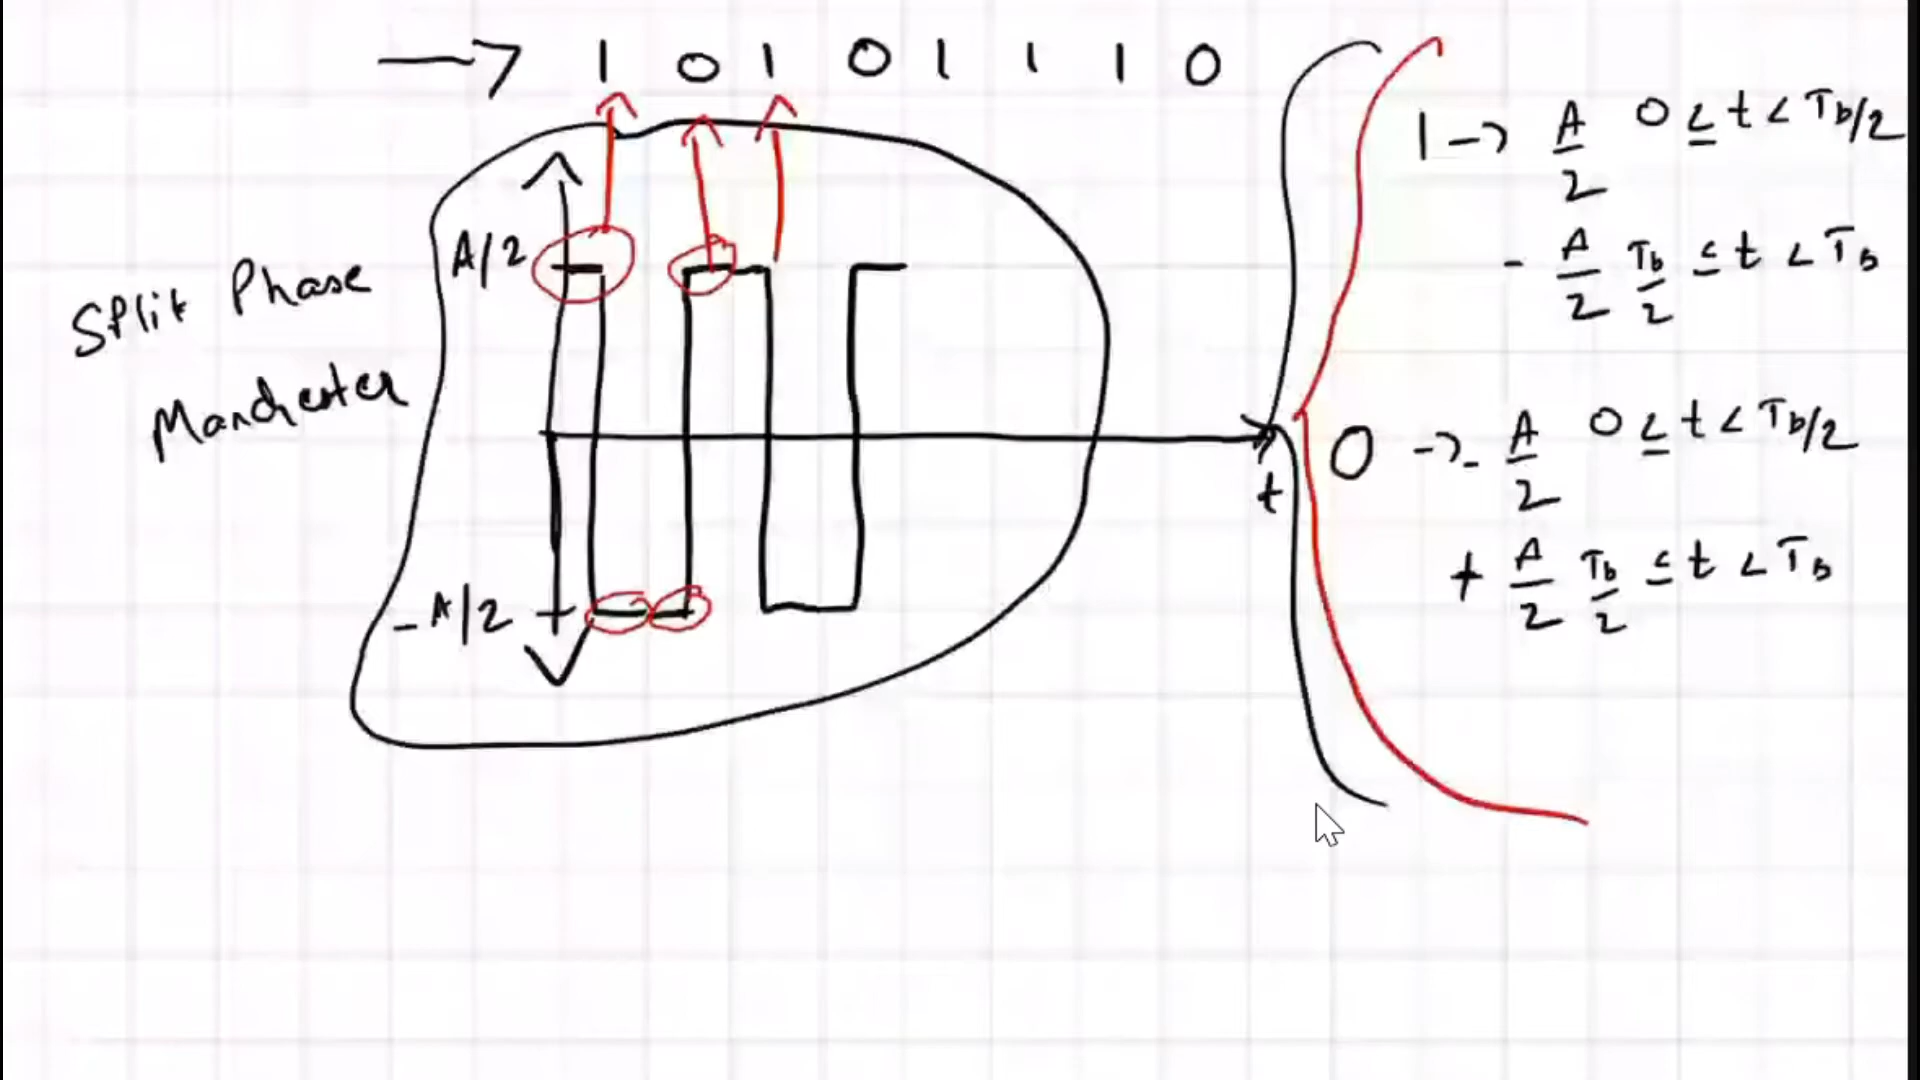 → 1 0 1 0 1 1 1 0
1 → A/2 0 ≤ t < Tb/2
- A/2 Tb/2 ≤ t < Tb
A/2
Split Phase
Manchester
0 → - A/2 0 ≤ t < Tb/2
t
+ A/2 Tb/2 ≤ t < Tb
- A/2